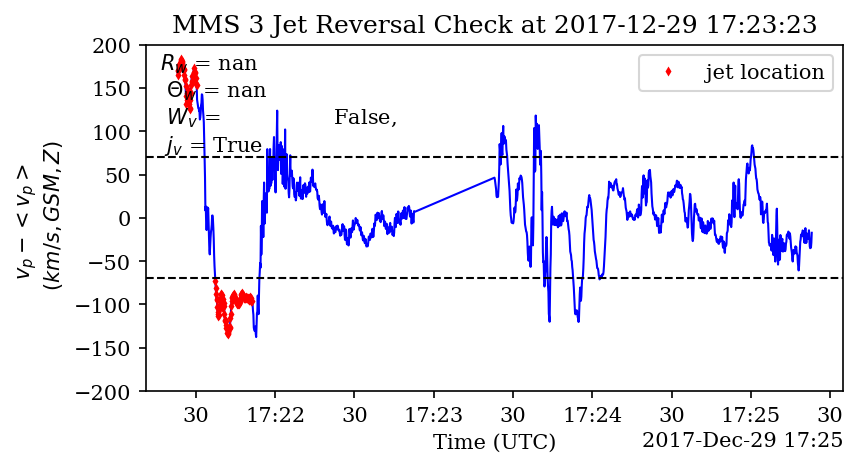 MMS 3 Jet Reversal Check at 2017-12-29 17:23:23
R_w = nan
Θ_w = nan
W_v = False,
j_v = True
jet location
v_p − < v_p >
(km/s, GSM, Z)
200
150
100
50
0
−50
−100
−150
−200
30 17:22 30 17:23 30 17:24 30 17:25 30
Time (UTC)
2017-Dec-29 17:25